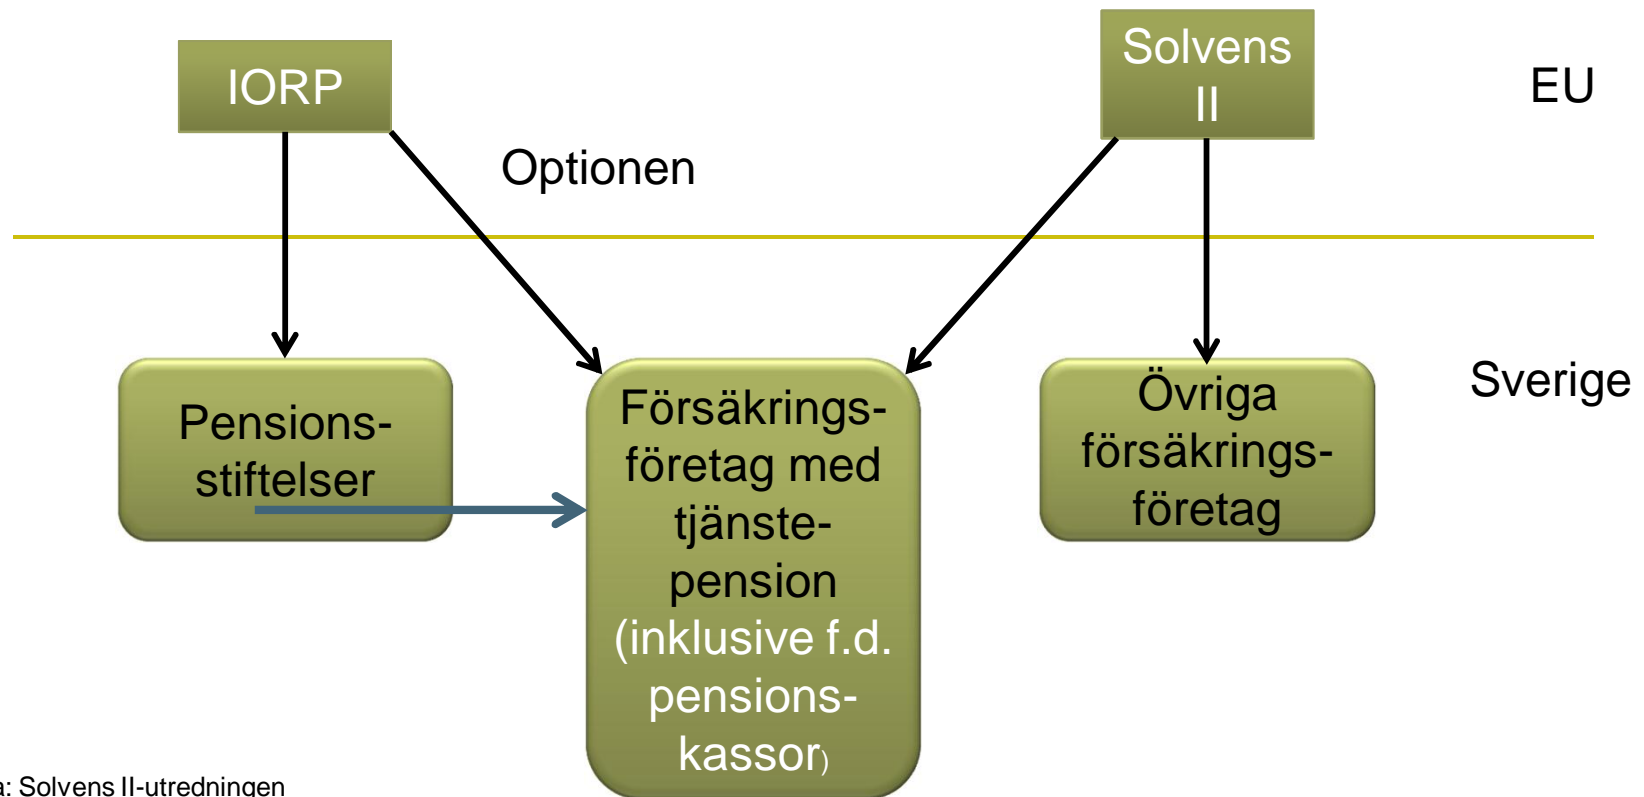 IORP
Solvens
II
EU
Optionen
Sverige
Pensions-
stiftelser
Försäkrings-
företag med
tjänste-
pension
(inklusive f.d.
pensions-
kassor)
Övriga
försäkrings-
företag
a: Solvens II-utredningen